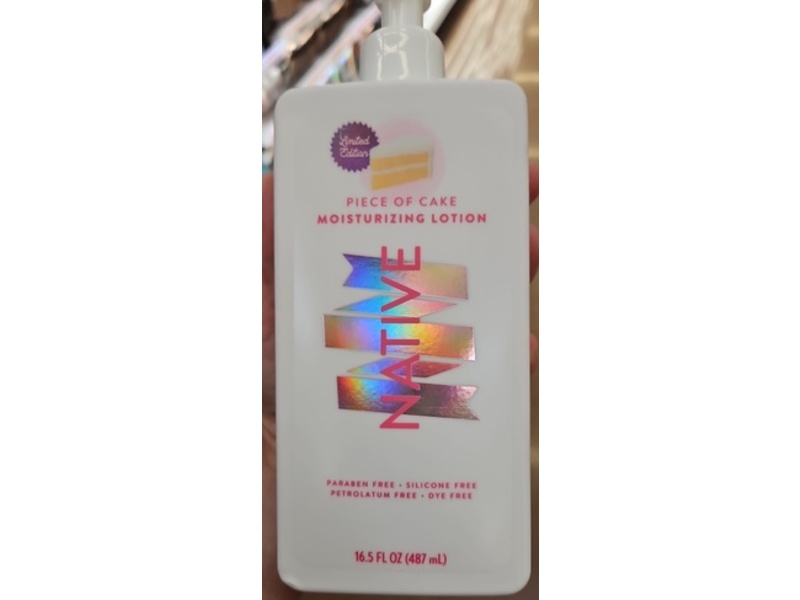 Limited
Edition
PIECE OF CAKE
MOISTURIZING LOTION
NATIVE
PARABEN FREE • SILICONE FREE
PETROLATUM FREE • DYE FREE
16.5 FL OZ (487 mL)